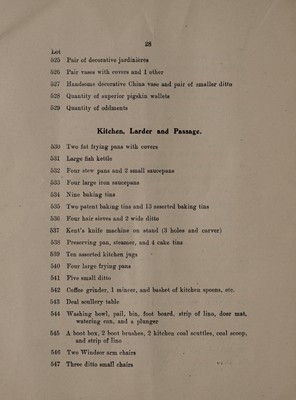 28
Lot
525 Pair of decorative jardinières
526 Pair vases with covers and 1 other
527 Handsome decorative China vase and pair of smaller ditto
528 Quantity of superior pigskin wallets
529 Quantity of oddments
Kitchen, Larder and Passage.
530 Two fat frying pans with covers
531 Large fish kettle
532 Four stew pans and 2 small saucepans
533 Four large iron saucepans
534 Nine baking tins
535 Two patent baking tins and 13 assorted baking tins
536 Four hair sieves and 2 wide ditto
537 Kent's knife machine on stand (3 holes and carver)
538 Preserving pan, steamer, and 4 cake tins
539 Ten assorted kitchen jugs
540 Four large frying pans
541 Five small ditto
542 Coffee grinder, 1 mincer, and basket of kitchen spoons, etc.
543 Deal scullery table
544 Washing bowl, pail, bin, foot board, strip of lino, door mat,
watering can, and a plunger
545 A boot box, 2 boot brushes, 2 kitchen coal scuttles, coal scoop,
and strip of lino
546 Two Windsor arm chairs
547 Three ditto small chairs